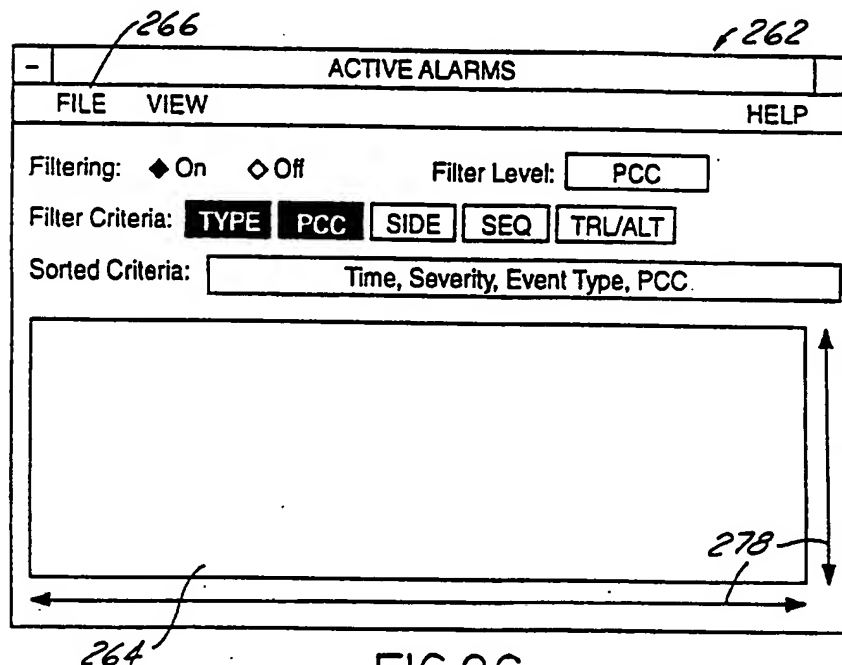 266
262
- ACTIVE ALARMS
FILE VIEW HELP
Filtering: On Off Filter Level: PCC
Filter Criteria: TYPE PCC SIDE SEQ TRL/ALT
Sorted Criteria: Time, Severity, Event Type, PCC
278
264